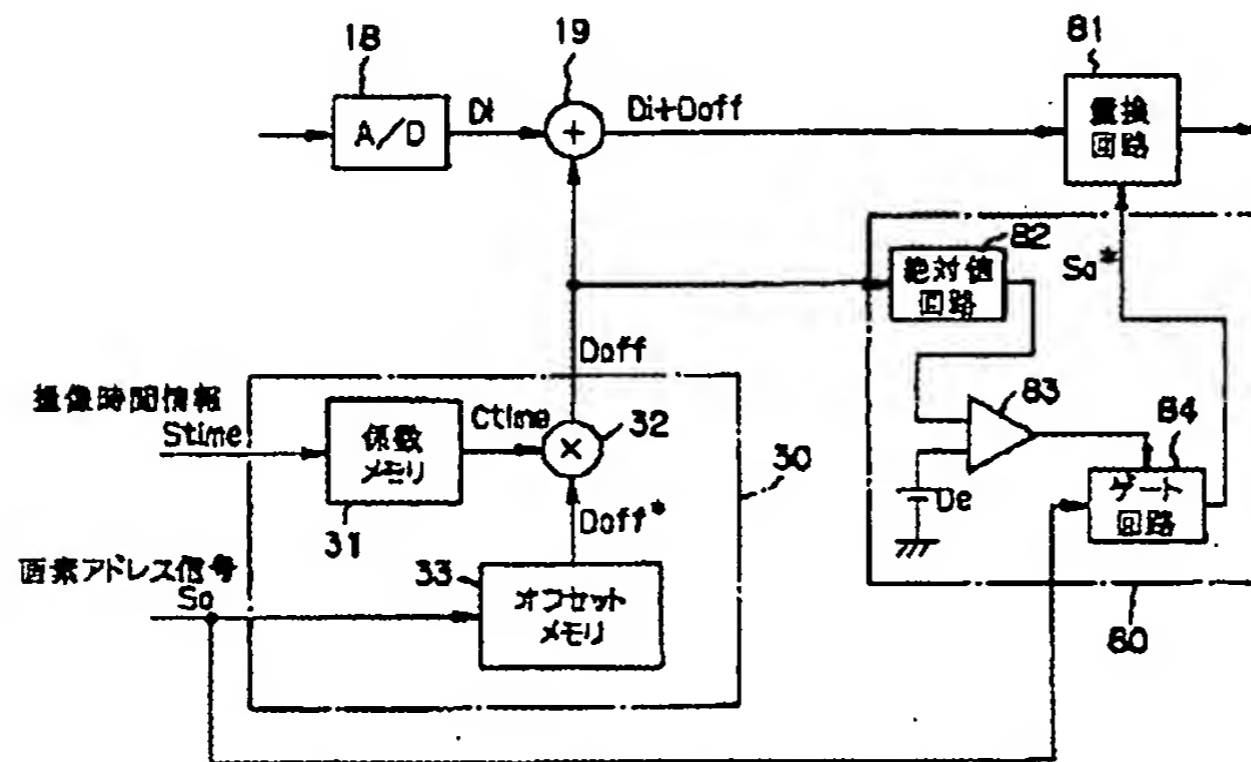 18
19
81
A/D
Di
+
Di+Doff
置換
回路
82
絶対値
回路
Sa*
Doff
撮像時間情報
Stime
係数
メモリ
31
Ctime
×
32
30
83
84
ゲート
回路
De
Doff*
画素アドレス信号
Sa
33
オフセット
メモリ
80